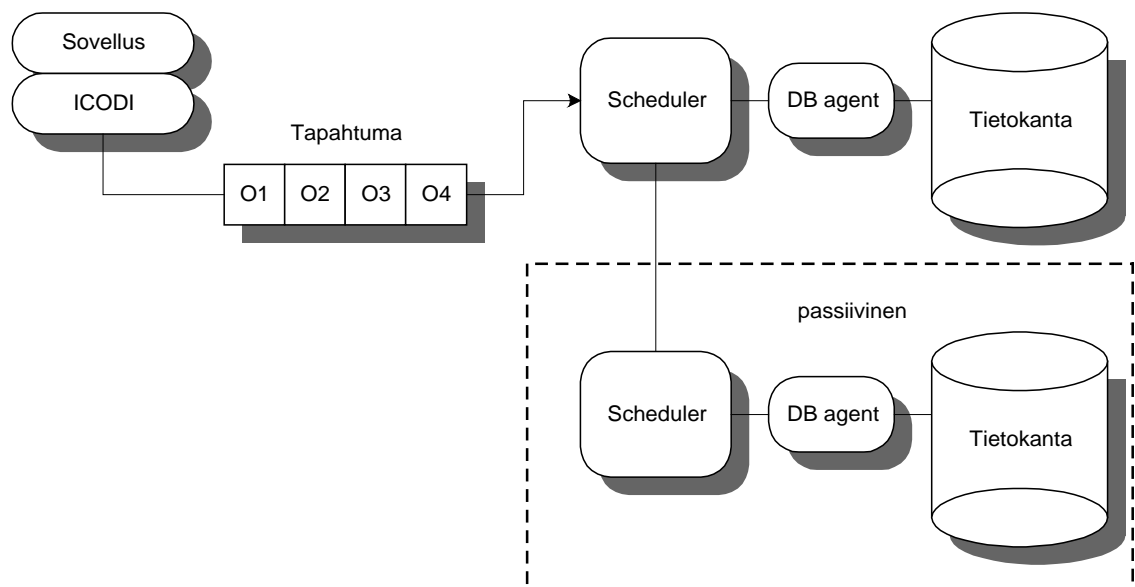 Sovellus
ICODI
Tapahtuma
O1 O2 O3 O4
Scheduler
DB agent
Tietokanta
passiivinen
Scheduler
DB agent
Tietokanta